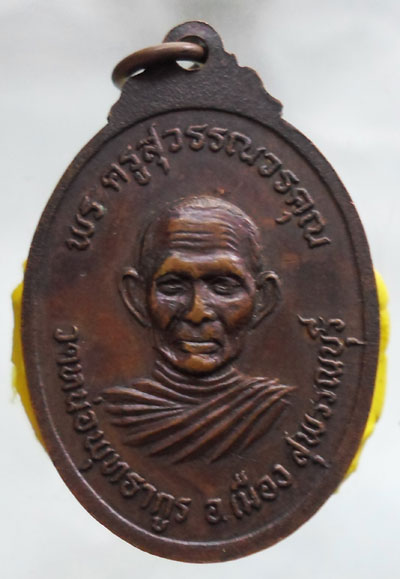 พระครูสุวรรณวรคุณ
วัดหน่อพุทธางกูร อ.เมือง สุพรรณบุรี